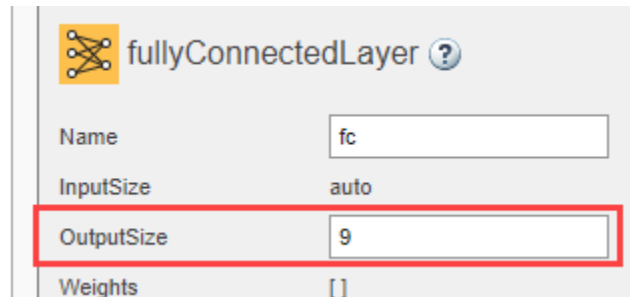 fullyConnectedLayer ?
Name fc
InputSize auto
OutputSize 9
Weights []